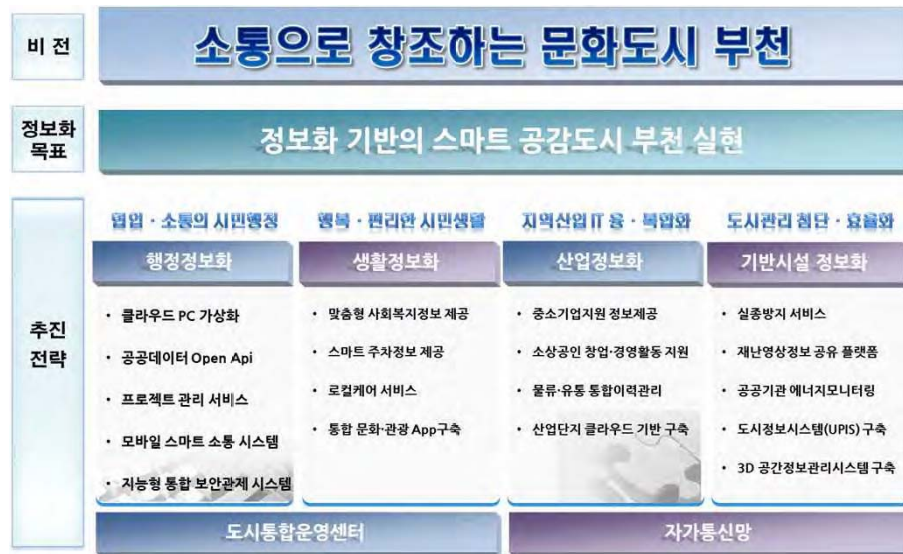 비 전
소통으로 창조하는 문화도시 부천
정보화
목표
정보화 기반의 스마트 공감도시 부천 실현
추진
전략
협업 · 소통의 시민행정
행정정보화
• 클라우드 PC 가상화
• 공공데이터 Open Api
• 프로젝트 관리 서비스
• 모바일 스마트 소통 시스템
• 지능형 통합 보안관제 시스템
행복 · 편리한 시민생활
생활정보화
• 맞춤형 사회복지정보 제공
• 스마트 주차정보 제공
• 로컬케어 서비스
• 통합 문화·관광 App구축
지역산업 IT 융 · 복합화
산업정보화
• 중소기업지원 정보제공
• 소상공인 창업·경영활동 지원
• 물류·유통 통합이력관리
• 산업단지 클라우드 기반 구축
도시관리 첨단 · 효율화
기반시설 정보화
• 실종방지 서비스
• 재난영상정보 공유 플랫폼
• 공공기관 에너지모니터링
• 도시정보시스템(UPIS) 구축
• 3D 공간정보관리시스템 구축
도시통합운영센터
자가통신망